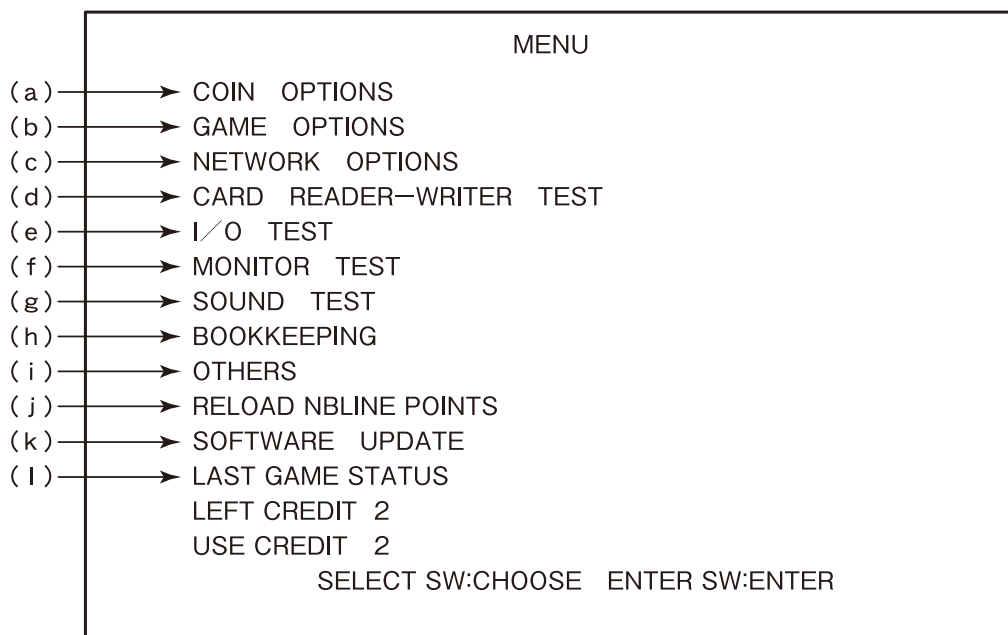 MENU
(a) COIN OPTIONS
(b) GAME OPTIONS
(c) NETWORK OPTIONS
(d) CARD READER－WRITER TEST
(e) I／O TEST
(f) MONITOR TEST
(g) SOUND TEST
(h) BOOKKEEPING
(i) OTHERS
(j) RELOAD NBLINE POINTS
(k) SOFTWARE UPDATE
(l) LAST GAME STATUS
LEFT CREDIT 2
USE CREDIT 2
SELECT SW:CHOOSE ENTER SW:ENTER